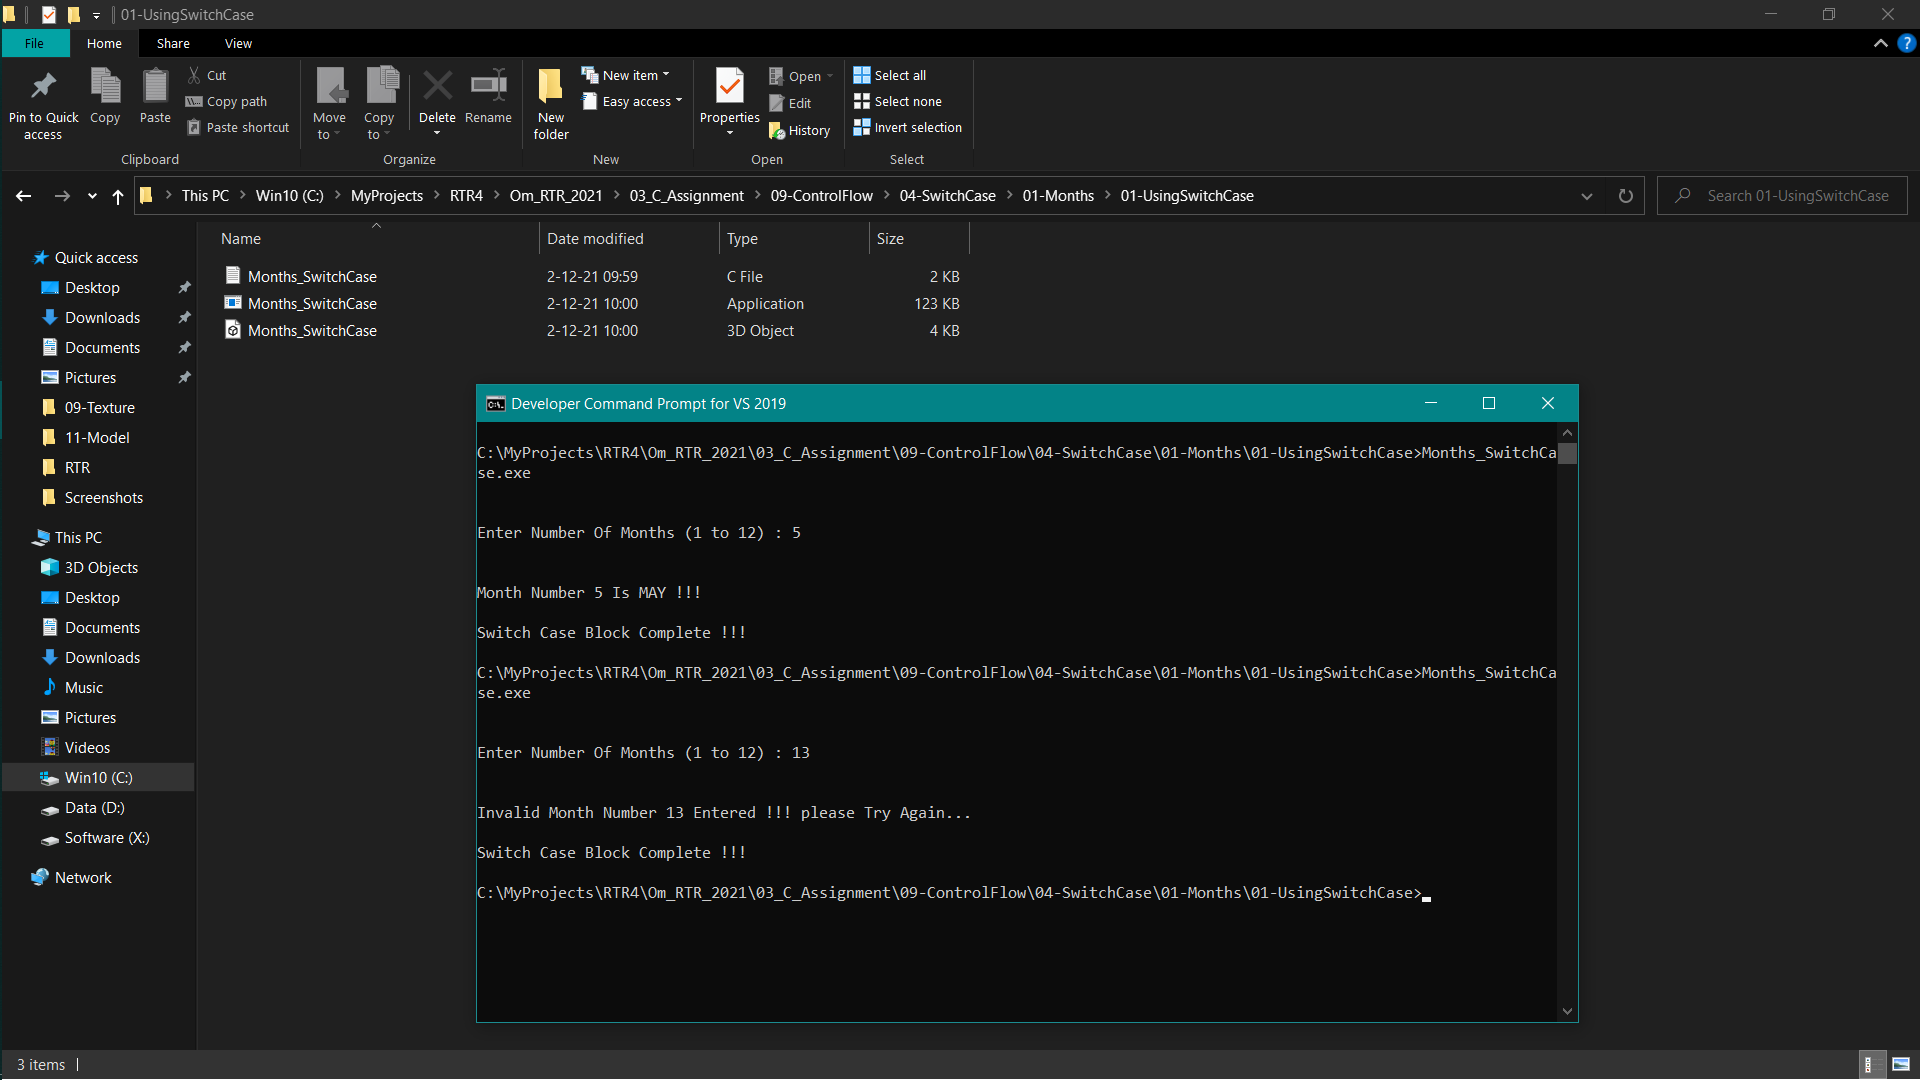 01-UsingSwitchCase
File
Home
Share
View
Pin to Quick access
Copy
Paste
Cut
Copy path
Paste shortcut
Clipboard
Move to
Copy to
Delete
Rename
Organize
New folder
New item
Easy access
New
Properties
Open
Edit
History
Open
Select all
Select none
Invert selection
Select
This PC > Win10 (C:) > MyProjects > RTR4 > Om_RTR_2021 > 03_C_Assignment > 09-ControlFlow > 04-SwitchCase > 01-Months > 01-UsingSwitchCase
Search 01-UsingSwitchCase
Name Date modified Type Size
Months_SwitchCase 2-12-21 09:59 C File 2 KB
Months_SwitchCase 2-12-21 10:00 Application 123 KB
Months_SwitchCase 2-12-21 10:00 3D Object 4 KB
Quick access
Desktop
Downloads
Documents
Pictures
09-Texture
11-Model
RTR
Screenshots
This PC
3D Objects
Desktop
Documents
Downloads
Music
Pictures
Videos
Win10 (C:)
Data (D:)
Software (X:)
Network
Developer Command Prompt for VS 2019
C:\MyProjects\RTR4\Om_RTR_2021\03_C_Assignment\09-ControlFlow\04-SwitchCase\01-Months\01-UsingSwitchCase>Months_SwitchCa
se.exe
Enter Number Of Months (1 to 12) : 5
Month Number 5 Is MAY !!!
Switch Case Block Complete !!!
C:\MyProjects\RTR4\Om_RTR_2021\03_C_Assignment\09-ControlFlow\04-SwitchCase\01-Months\01-UsingSwitchCase>Months_SwitchCa
se.exe
Enter Number Of Months (1 to 12) : 13
Invalid Month Number 13 Entered !!! please Try Again...
Switch Case Block Complete !!!
C:\MyProjects\RTR4\Om_RTR_2021\03_C_Assignment\09-ControlFlow\04-SwitchCase\01-Months\01-UsingSwitchCase>
3 items